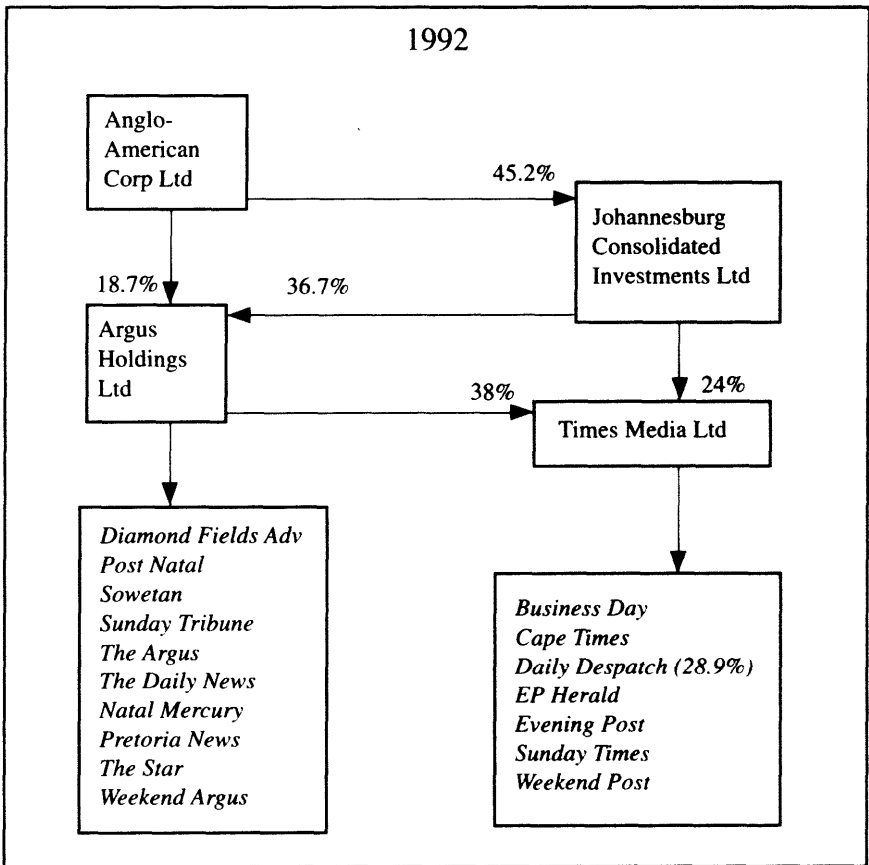 1992
Anglo-
American
Corp Ltd
45.2%
Johannesburg
Consolidated
Investments Ltd
18.7%
36.7%
Argus
Holdings
Ltd
38%
24%
Times Media Ltd
Diamond Fields Adv
Post Natal
Sowetan
Sunday Tribune
The Argus
The Daily News
Natal Mercury
Pretoria News
The Star
Weekend Argus
Business Day
Cape Times
Daily Despatch (28.9%)
EP Herald
Evening Post
Sunday Times
Weekend Post